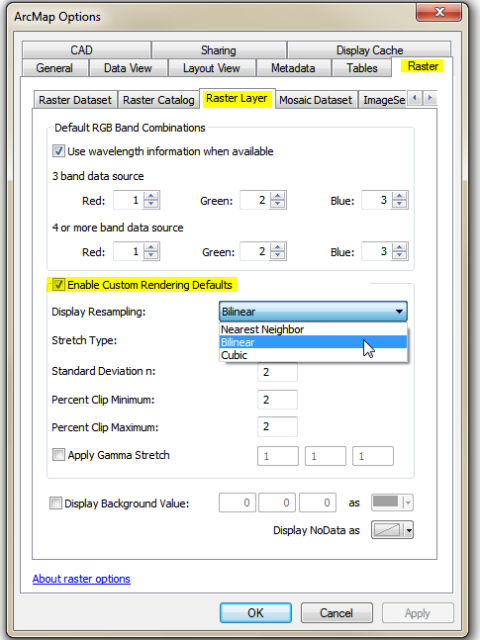 ArcMap Options
CAD Sharing Display Cache
General Data View Layout View Metadata Tables Raster
Raster Dataset Raster Catalog Raster Layer Mosaic Dataset ImageSe
Default RGB Band Combinations
Use wavelength information when available
3 band data source
Red: 1 Green: 2 Blue: 3
4 or more band data source
Red: 1 Green: 2 Blue: 3
Enable Custom Rendering Defaults
Display Resampling: Bilinear
Nearest Neighbor
Stretch Type: Bilinear
Cubic
Standard Deviation n: 2
Percent Clip Minimum: 2
Percent Clip Maximum: 2
Apply Gamma Stretch 1 1 1
Display Background Value: 0 0 0 as
Display NoData as
About raster options
OK Cancel Apply